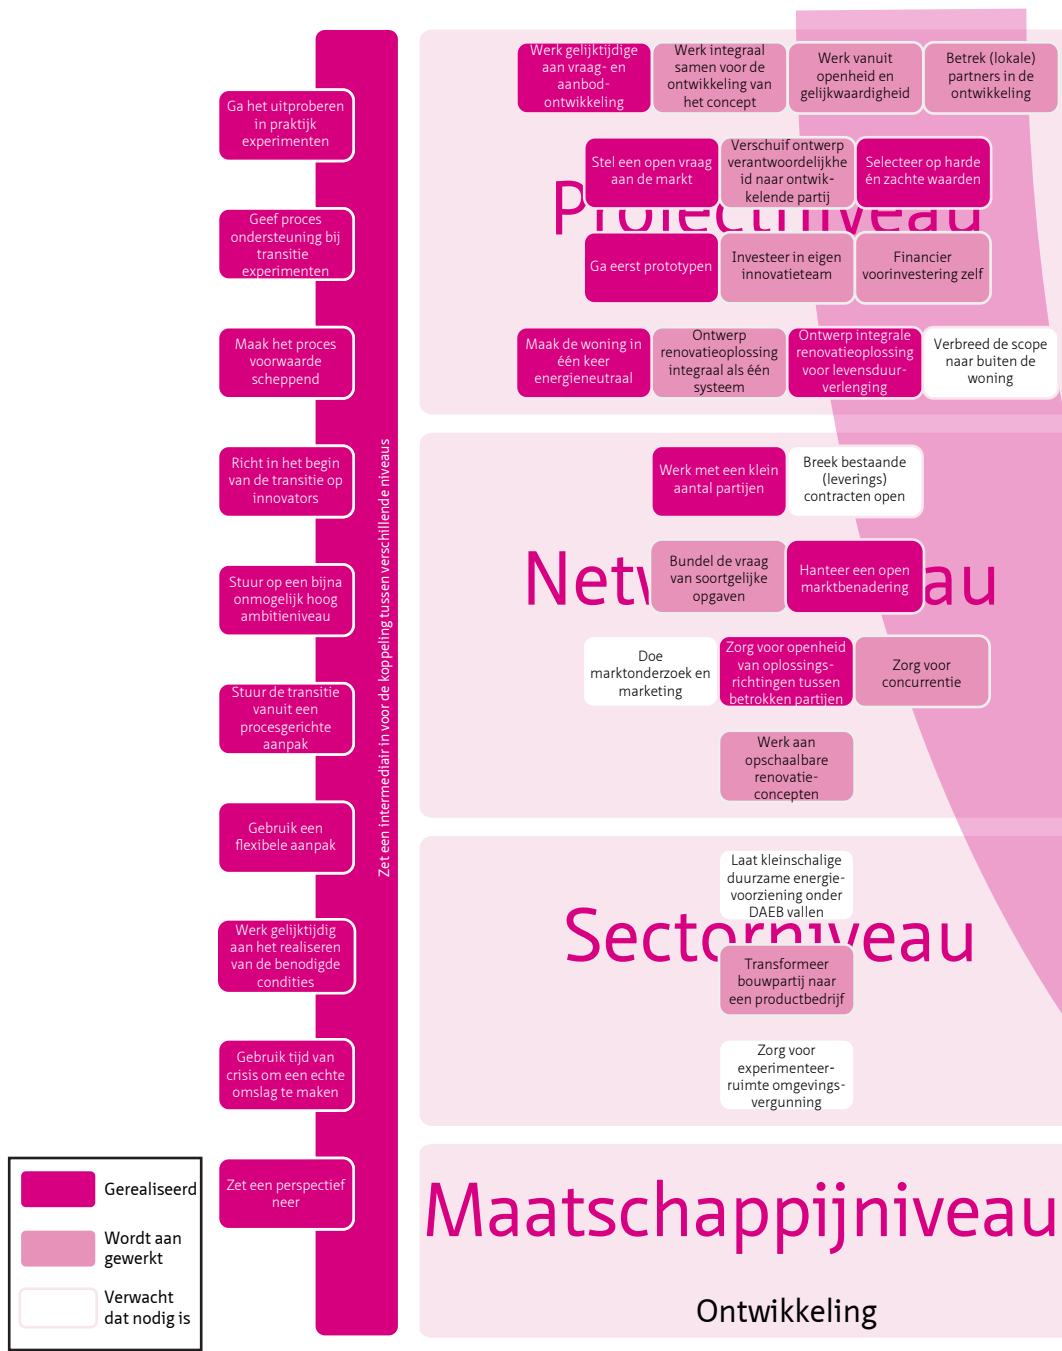 Ga het uitproberen
in praktijk
experimenten
Geef proces
ondersteuning bij
transitie
experimenten
Maak het proces
voorwaarde
scheppend
Richt in het begin
van de transitie op
innovators
Stuur op een bijna
onmogelijk hoog
ambitieniveau
Stuur de transitie
vanuit een
procesgerichte
aanpak
Gebruik een
flexibele aanpak
Werk gelijktijdig
aan het realiseren
van de benodigde
condities
Gebruik tijd van
crisis om een echte
omslag te maken
Zet een perspectief
neer
Zet een intermediair in voor de koppeling tussen verschillende niveaus
Werk gelijktijdige
aan vraag- en
aanbod-
ontwikkeling
Werk integraal
samen voor de
ontwikkeling van
het concept
Werk vanuit
openheid en
gelijkwaardigheid
Betrek (lokale)
partners in de
ontwikkeling
Stel een open vraag
aan de markt
Verschuif ontwerp
verantwoordelijkhe
id naar ontwik-
kelende partij
Selecteer op harde
én zachte waarden
Projectniveau
Ga eerst prototypen
Investeer in eigen
innovatieteam
Financier
voorinvestering zelf
Maak de woning in
één keer
energieneutraal
Ontwerp
renovatieoplossing
integraal als één
systeem
Ontwerp integrale
renovatieoplossing
voor levensduur-
verlenging
Verbreed de scope
naar buiten de
woning
Werk met een klein
aantal partijen
Breek bestaande
(leverings)
contracten open
Bundel de vraag
van soortgelijke
opgaven
Hanteer een open
marktbenadering
Doe
marktonderzoek en
marketing
Zorg voor openheid
van oplossings-
richtingen tussen
betrokken partijen
Zorg voor
concurrentie
Werk aan
opschaalbare
renovatie-
concepten
Laat kleinschalige
duurzame energie-
voorziening onder
DAEB vallen
Sectorniveau
Transformeer
bouwpartij naar
een productbedrijf
Zorg voor
experimenteer-
ruimte omgevings-
vergunning
Maatschappijniveau
Ontwikkeling
Gerealiseerd
Wordt aan
gewerkt
Verwacht
dat nodig is